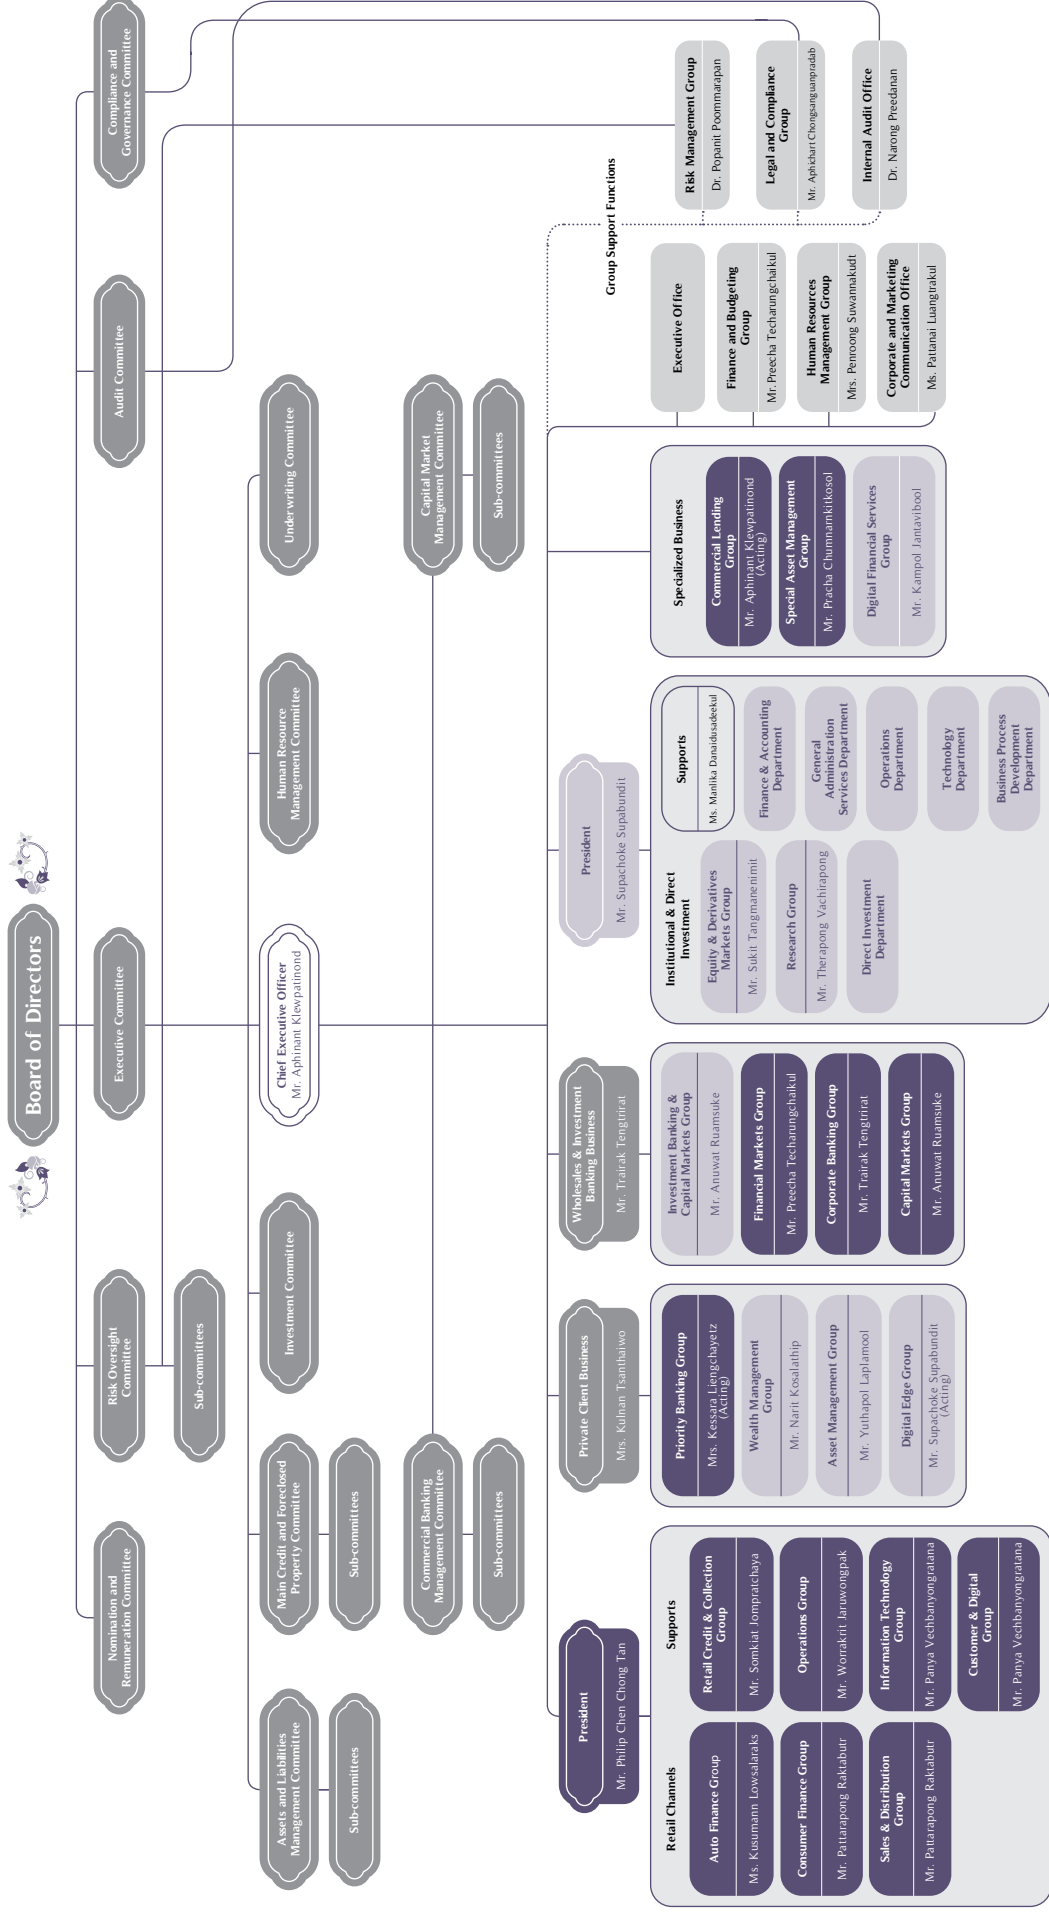 Board of Directors
Nomination and
Remuneration Committee
Risk Oversight
Committee
Executive Committee
Audit Committee
Compliance and
Governance Committee
Sub-committees
Assets and Liabilities
Management Committee
Main Credit and Foreclosed
Property Committee
Investment Committee
Chief Executive Officer
Mr. Aphinant Klewpatinond
Human Resource
Management Committee
Underwriting Committee
Sub-committees
Sub-committees
Commercial Banking
Management Committee
Capital Market
Management Committee
Sub-committees
Sub-committees
President
Mr. Philip Chen Chong Tan
Private Client Business
Mrs. Kulnan Tsanthaiwo
Wholesales & Investment
Banking Business
Mr. Trairak Tengtrirat
President
Mr. Supachoke Supabundit
Group Support Functions
Retail Channels
Auto Finance Group
Ms. Kusumann Lowsalaraks
Consumer Finance Group
Mr. Pattarapong Raktabutr
Sales & Distribution
Group
Mr. Pattarapong Raktabutr
Supports
Retail Credit & Collection
Group
Mr. Somkiat Jompratchaya
Operations Group
Mr. Worrakrit Jaruwongpak
Information Technology
Group
Mr. Panya Vechbanyongratana
Customer & Digital
Group
Mr. Panya Vechbanyongratana
Priority Banking Group
Mrs. Kessara Liengchayetz
(Acting)
Wealth Management
Group
Mr. Narit Kosalathip
Asset Management Group
Mr. Yuthapol Laplamool
Digital Edge Group
Mr. Supachoke Supabundit
(Acting)
Investment Banking &
Capital Markets Group
Mr. Anuwat Ruamsuke
Financial Markets Group
Mr. Preecha Techarungchaikul
Corporate Banking Group
Mr. Trairak Tengtrirat
Capital Markets Group
Mr. Anuwat Ruamsuke
Institutional & Direct
Investment
Equity & Derivatives
Markets Group
Mr. Sukit Tangmanenimit
Research Group
Mr. Therapong Vachirapong
Direct Investment
Department
Supports
Ms. Manlika Danaidusadeekul
Finance & Accounting
Department
General
Administration
Services Department
Operations
Department
Technology
Department
Business Process
Development
Department
Specialized Business
Commercial Lending
Group
Mr. Aphinant Klewpatinond
(Acting)
Special Asset Management
Group
Mr. Pracha Chumnarnkitkosol
Digital Financial Services
Group
Mr. Kampol Jantavibool
Executive Office
Finance and Budgeting
Group
Mr. Preecha Techarungchaikul
Human Resources
Management Group
Mrs. Penroong Suwannakudt
Corporate and Marketing
Communication Office
Ms. Pattanai Luangtrakul
Risk Management Group
Dr. Popanit Poommarapan
Legal and Compliance
Group
Mr. Aphichart Chongsanguanpradab
Internal Audit Office
Dr. Narong Preedanan